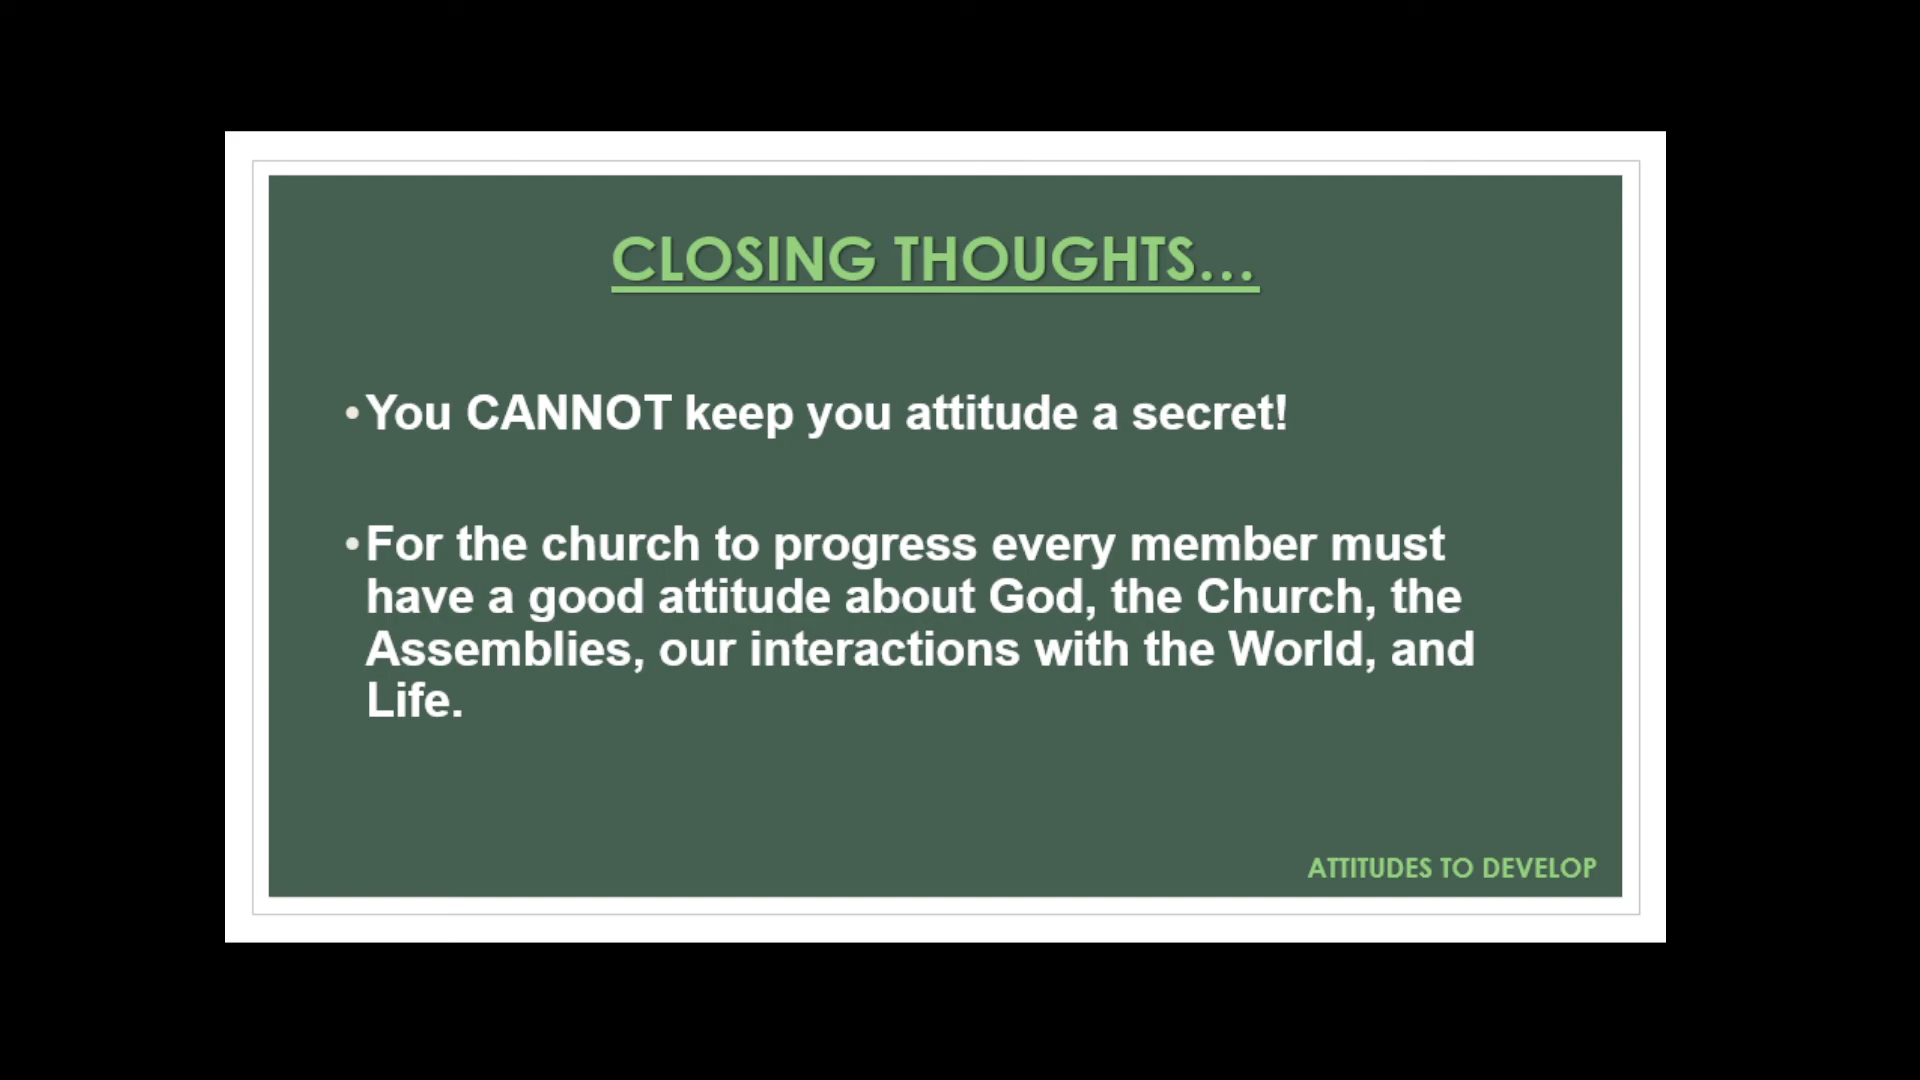 CLOSING THOUGHTS...
•You CANNOT keep you attitude a secret!
•For the church to progress every member must
have a good attitude about God, the Church, the
Assemblies, our interactions with the World, and
Life.
ATTITUDES TO DEVELOP